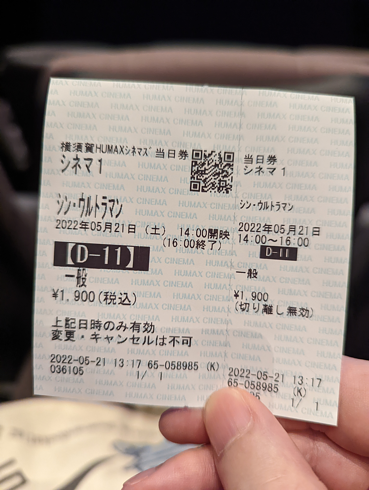 横須賀HUMAXシネマズ 当日券
シネマ1
シン・ウルトラマン
2022年05月21日 (土) 14:00開映
(16:00終了)
【D-11】
一般
¥1,900(税込)
上記日時のみ有効
変更・キャンセルは不可
2022-05-21 13:17 65-058985 (K)
036105 1/ 1
当日券
シネマ1
シン・ウルトラマン
2022年05月21日
14:00～16:00
D-11
一般
¥1,900
(切り離し無効)
2022-05-21 13:17
65-058985 (K)
1/ 1
HUMAX CINEMA